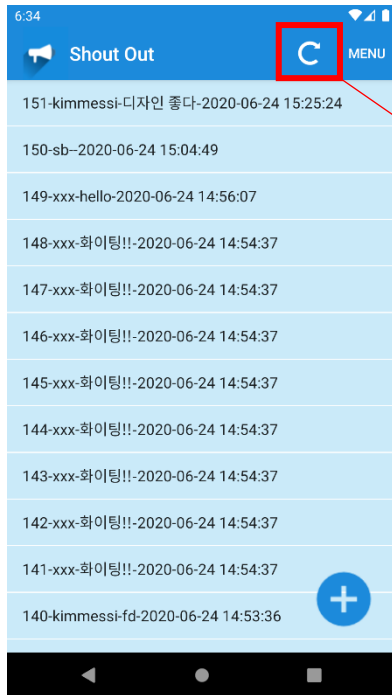 6:34
Shout Out
MENU
151-kimmessi-디자인 좋다-2020-06-24 15:25:24
150-sb--2020-06-24 15:04:49
149-xxx-hello-2020-06-24 14:56:07
148-xxx-화이팅!!-2020-06-24 14:54:37
147-xxx-화이팅!!-2020-06-24 14:54:37
146-xxx-화이팅!!-2020-06-24 14:54:37
145-xxx-화이팅!!-2020-06-24 14:54:37
144-xxx-화이팅!!-2020-06-24 14:54:37
143-xxx-화이팅!!-2020-06-24 14:54:37
142-xxx-화이팅!!-2020-06-24 14:54:37
141-xxx-화이팅!!-2020-06-24 14:54:37
140-kimmessi-fd-2020-06-24 14:53:36